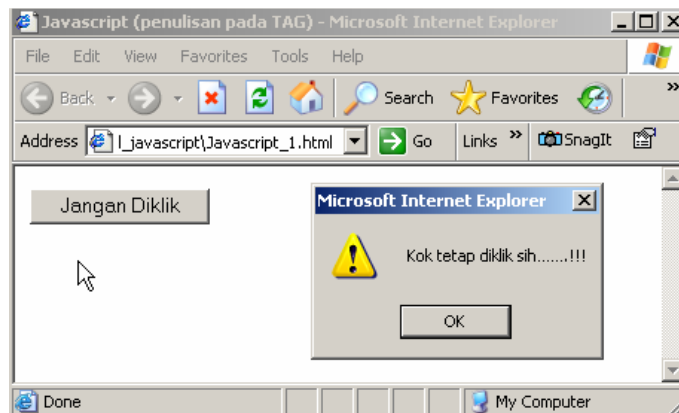 Javascript (penulisan pada TAG) - Microsoft Internet Explorer
File Edit View Favorites Tools Help
Back Search Favorites »
Address l_javascript\Javascript_1.html Go Links » SnagIt
Jangan Diklik
Microsoft Internet Explorer
Kok tetap diklik sih.......!!!
OK
Done My Computer